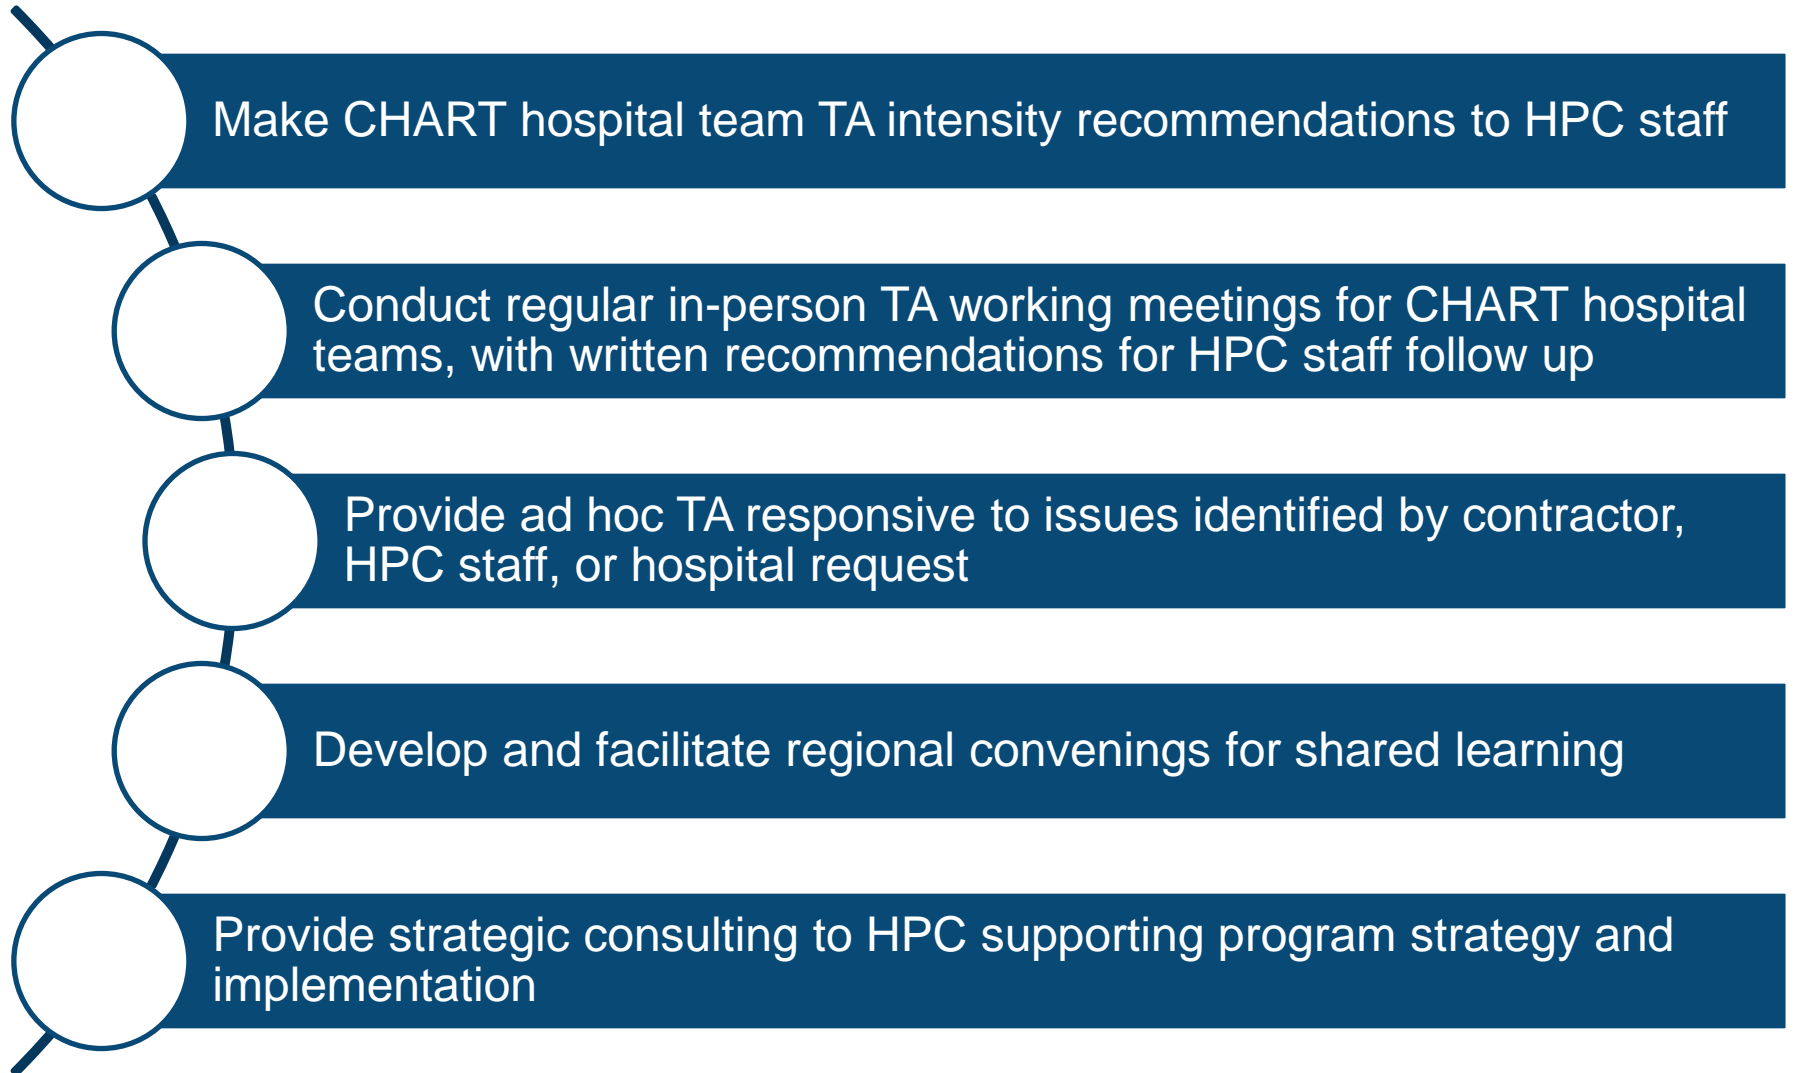 Make CHART hospital team TA intensity recommendations to HPC staff
Conduct regular in-person TA working meetings for CHART hospital
teams, with written recommendations for HPC staff follow up
Provide ad hoc TA responsive to issues identified by contractor,
HPC staff, or hospital request
Develop and facilitate regional convenings for shared learning
Provide strategic consulting to HPC supporting program strategy and
implementation